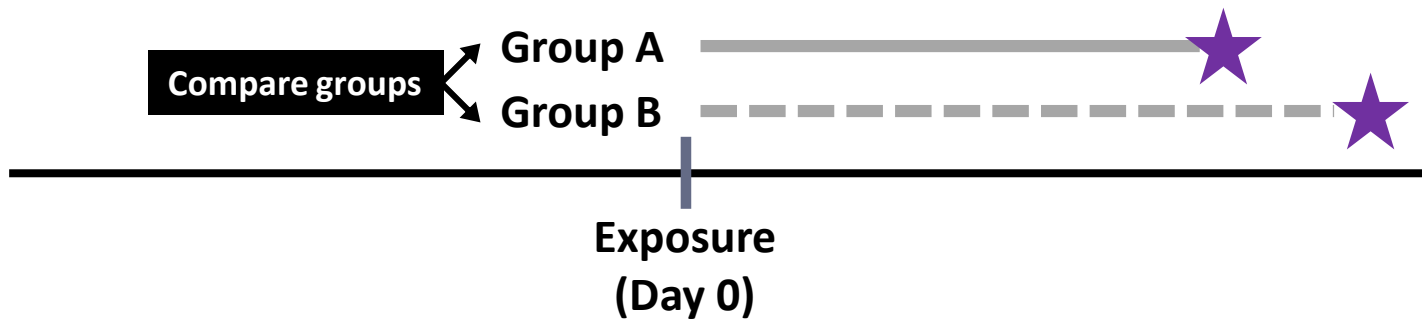 Compare groups
Group A
Group B
Exposure
(Day 0)